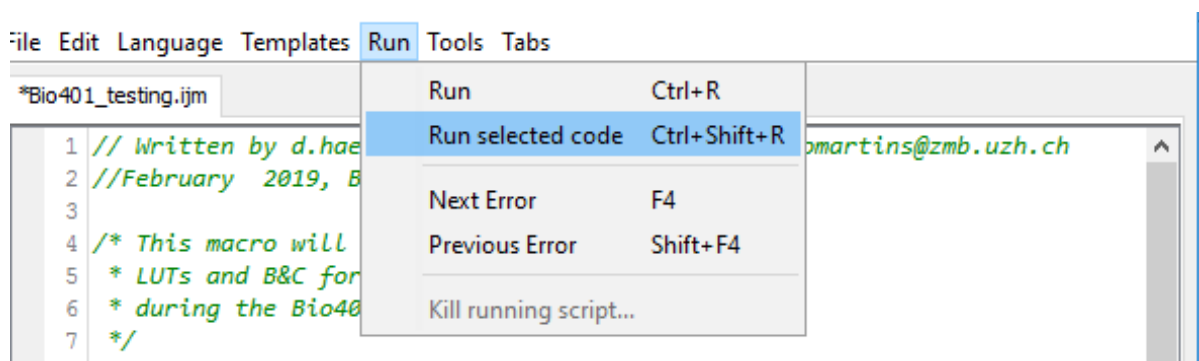 File Edit Language Templates Run Tools Tabs
*Bio401_testing.ijm
Run Ctrl+R
Run selected code Ctrl+Shift+R
Next Error F4
Previous Error Shift+F4
Kill running script...
1 // Written by d.hae omartins@zmb.uzh.ch
2 //February 2019, B
3
4 /* This macro will
5 * LUTs and B&C for
6 * during the Bio40
7 */